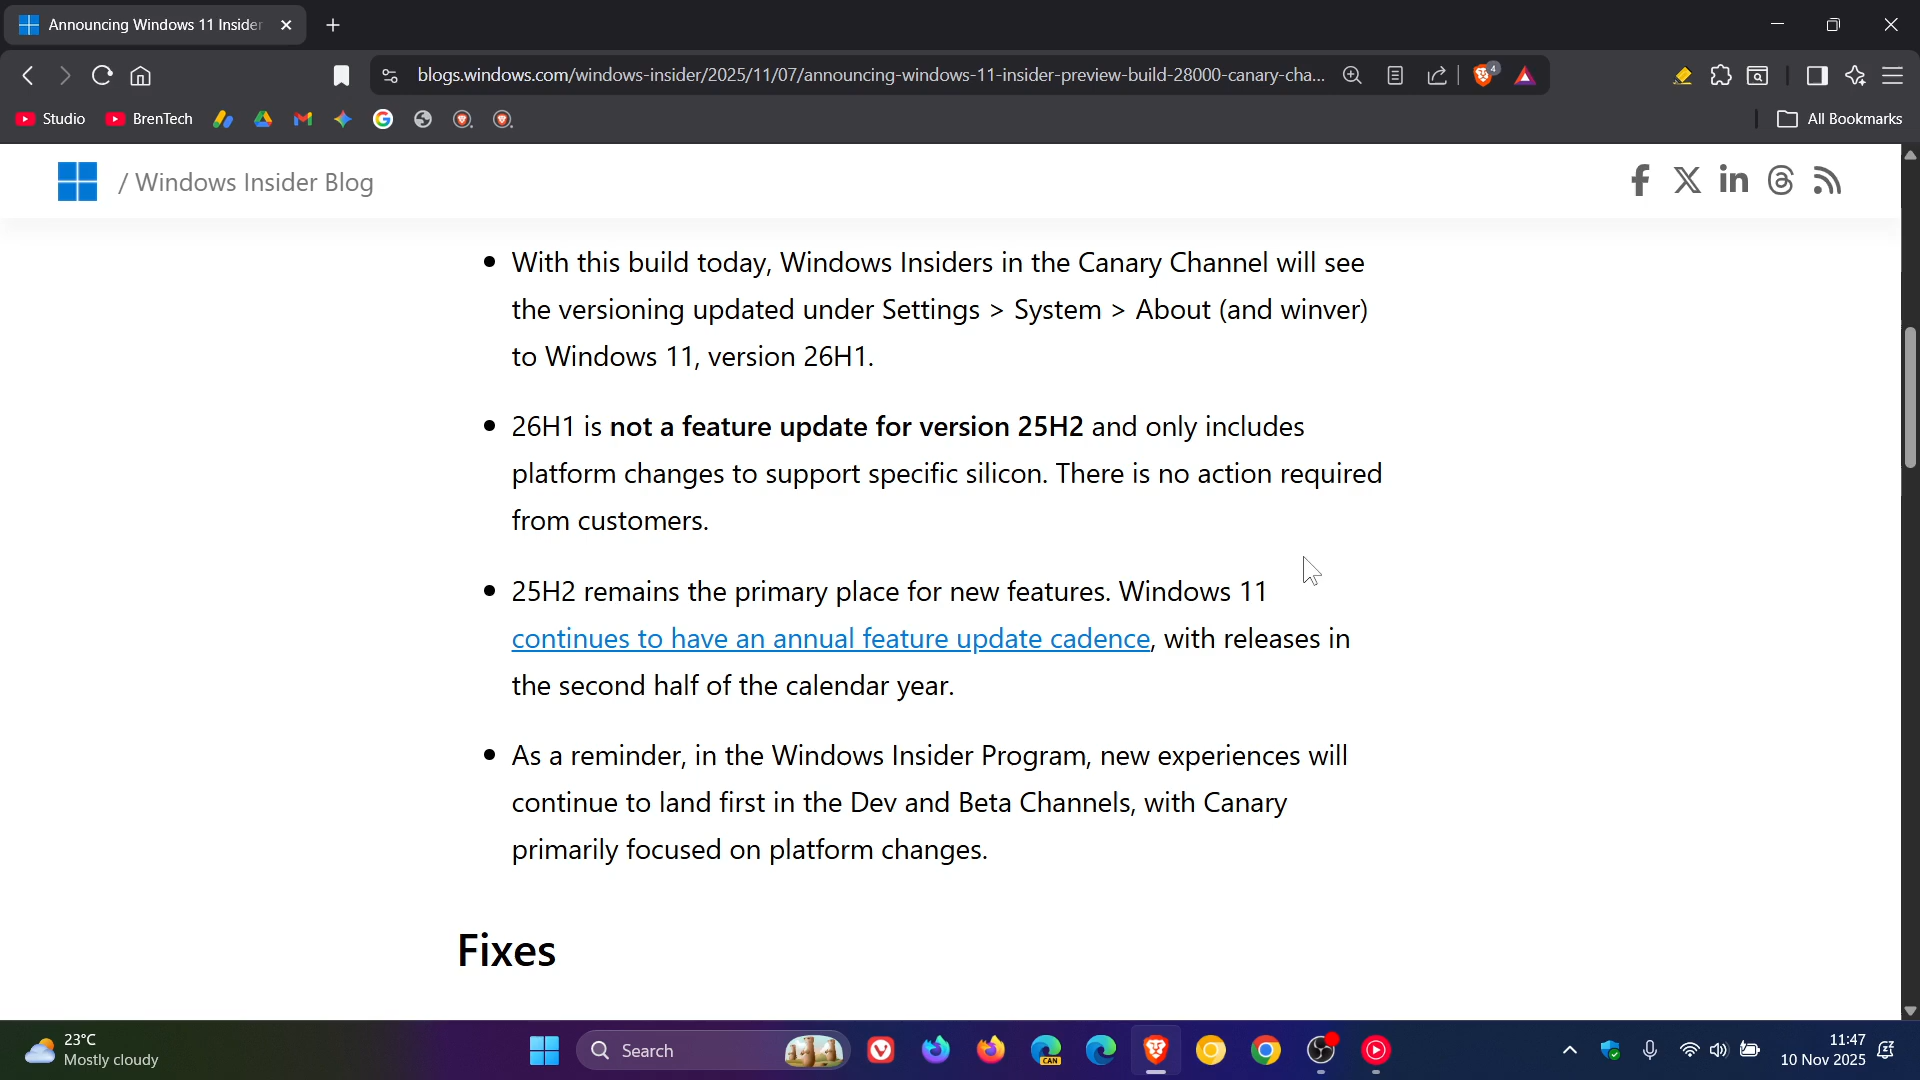 Announcing Windows 11 Insider
blogs.windows.com/windows-insider/2025/11/07/announcing-windows-11-insider-preview-build-28000-canary-cha...
4
Studio
BrenTech
All Bookmarks
/ Windows Insider Blog
• With this build today, Windows Insiders in the Canary Channel will see
the versioning updated under Settings > System > About (and winver)
to Windows 11, version 26H1.
• 26H1 is not a feature update for version 25H2 and only includes
platform changes to support specific silicon. There is no action required
from customers.
• 25H2 remains the primary place for new features. Windows 11
continues to have an annual feature update cadence, with releases in
the second half of the calendar year.
• As a reminder, in the Windows Insider Program, new experiences will
continue to land first in the Dev and Beta Channels, with Canary
primarily focused on platform changes.
Fixes
23°C
Mostly cloudy
Search
CAN
11:47
10 Nov 2025